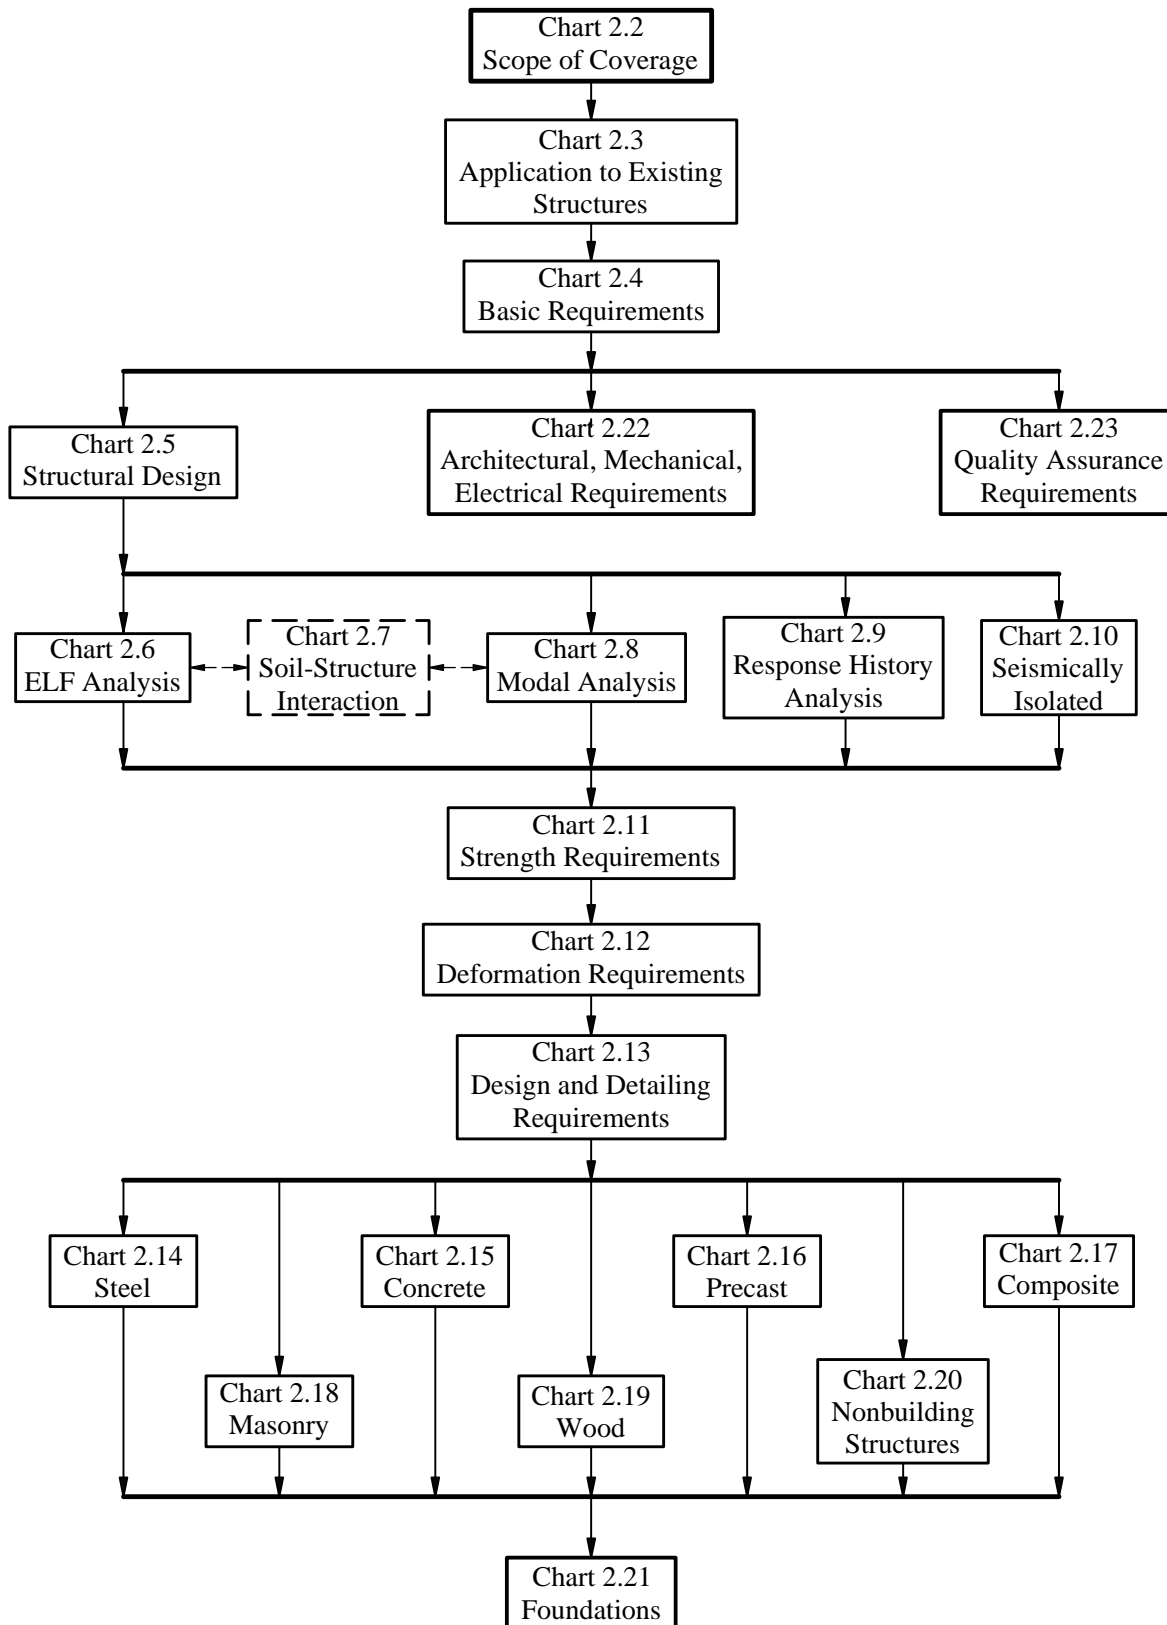 Chart 2.2
Scope of Coverage
Chart 2.3
Application to Existing
Structures
Chart 2.4
Basic Requirements
Chart 2.5
Structural Design
Chart 2.22
Architectural, Mechanical,
Electrical Requirements
Chart 2.23
Quality Assurance
Requirements
Chart 2.6
ELF Analysis
Chart 2.7
Soil-Structure
Interaction
Chart 2.8
Modal Analysis
Chart 2.9
Response History
Analysis
Chart 2.10
Seismically
Isolated
Chart 2.11
Strength Requirements
Chart 2.12
Deformation Requirements
Chart 2.13
Design and Detailing
Requirements
Chart 2.14
Steel
Chart 2.15
Concrete
Chart 2.16
Precast
Chart 2.17
Composite
Chart 2.18
Masonry
Chart 2.19
Wood
Chart 2.20
Nonbuilding
Structures
Chart 2.21
Foundations